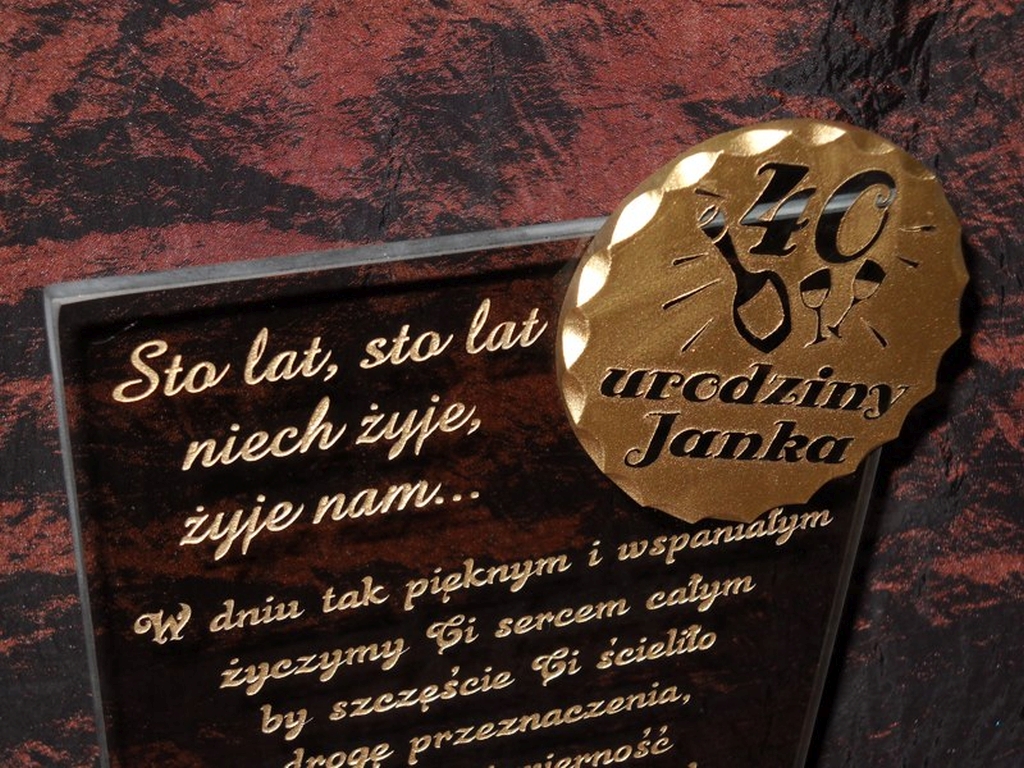 40
urodziny
Janka
Sto lat, sto lat
niech żyje,
żyje nam...
W dniu tak pięknym i wspaniałym
życzymy Ci sercem całym
by szczęście Ci ścieliło
drogę przeznaczenia,